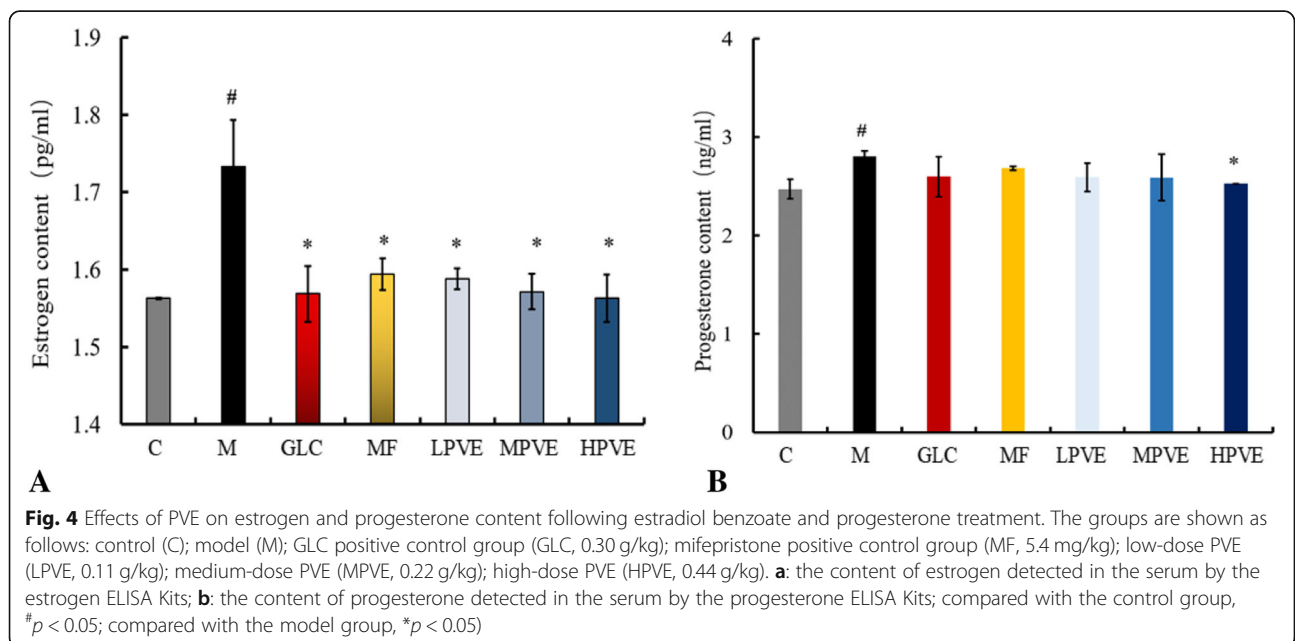 1.9
1.8
1.7
1.6
1.5
1.4
Estrogen content (pg/ml)
#
*
*
*
*
*
C M GLC MF LPVE MPVE HPVE
A
4
3
2
1
0
Progesterone content (ng/ml)
#
*
C M GLC MF LPVE MPVE HPVE
B
Fig. 4 Effects of PVE on estrogen and progesterone content following estradiol benzoate and progesterone treatment. The groups are shown as
follows: control (C); model (M); GLC positive control group (GLC, 0.30 g/kg); mifepristone positive control group (MF, 5.4 mg/kg); low-dose PVE
(LPVE, 0.11 g/kg); medium-dose PVE (MPVE, 0.22 g/kg); high-dose PVE (HPVE, 0.44 g/kg). a: the content of estrogen detected in the serum by the
estrogen ELISA Kits; b: the content of progesterone detected in the serum by the progesterone ELISA Kits; compared with the control group,
#p < 0.05; compared with the model group, *p < 0.05)